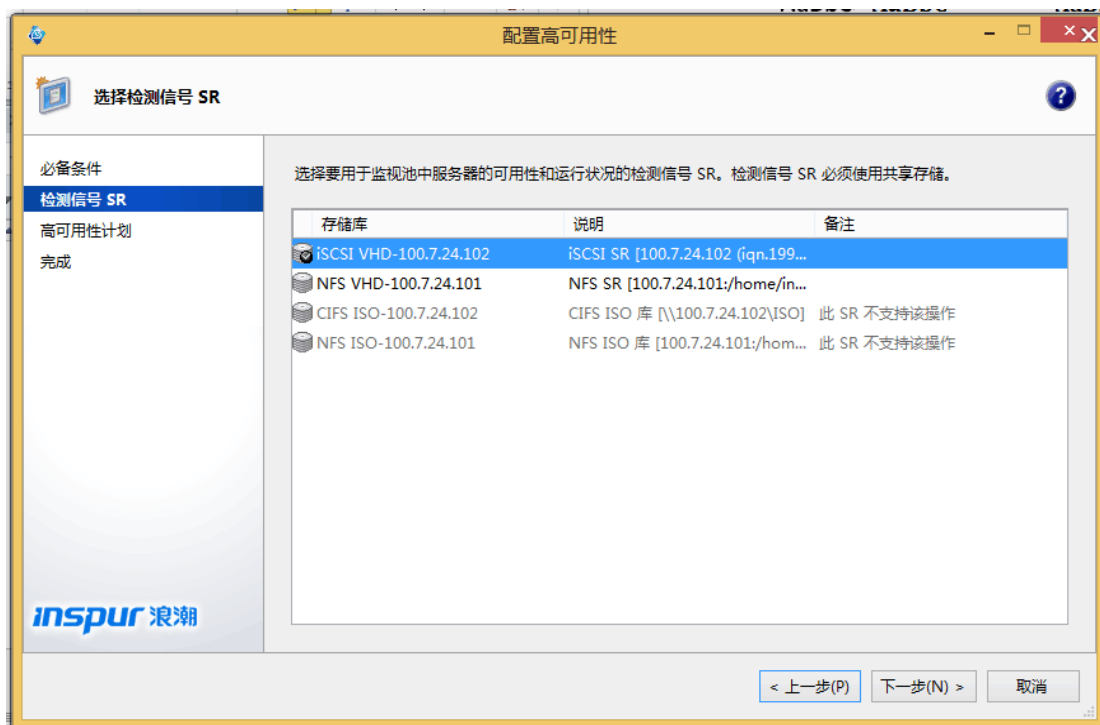 配置高可用性
选择检测信号 SR
必备条件
检测信号 SR
高可用性计划
完成
选择要用于监视池中服务器的可用性和运行状况的检测信号 SR。检测信号 SR 必须使用共享存储。
存储库 说明 备注
iSCSI VHD-100.7.24.102 iSCSI SR [100.7.24.102 (iqn.199...
NFS VHD-100.7.24.101 NFS SR [100.7.24.101:/home/in...
CIFS ISO-100.7.24.102 CIFS ISO 库 [\\100.7.24.102\ISO] 此 SR 不支持该操作
NFS ISO-100.7.24.101 NFS ISO 库 [100.7.24.101:/hom... 此 SR 不支持该操作
inspur 浪潮
< 上一步(P) 下一步(N) > 取消